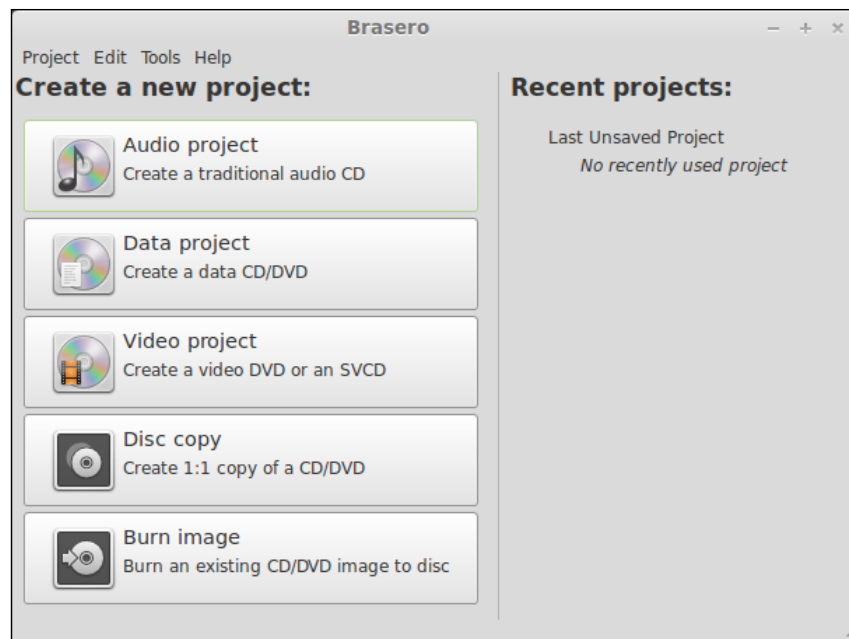 Brasero
Project Edit Tools Help
Create a new project:
Audio project
Create a traditional audio CD
Data project
Create a data CD/DVD
Video project
Create a video DVD or an SVCD
Disc copy
Create 1:1 copy of a CD/DVD
Burn image
Burn an existing CD/DVD image to disc
Recent projects:
Last Unsaved Project
No recently used project